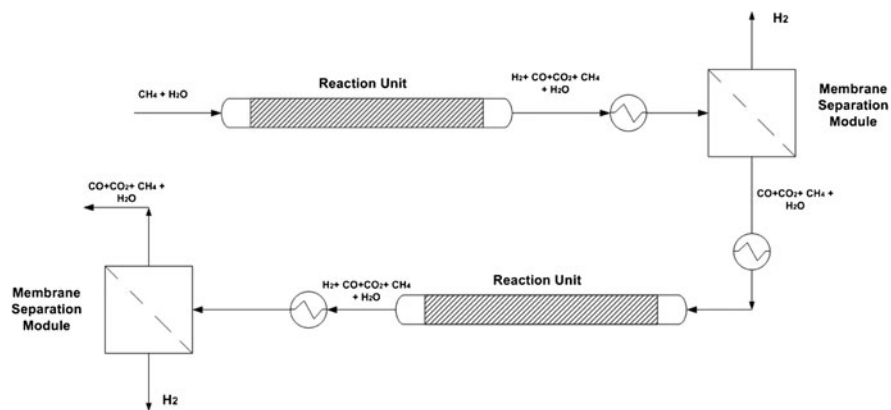 H₂
Reaction Unit
H₂+ CO+CO₂+ CH₄
+ H₂O
CH₄ + H₂O
Membrane
Separation
Module
CO+CO₂+ CH₄ +
H₂O
CO+CO₂+ CH₄ +
H₂O
Reaction Unit
H₂+ CO+CO₂+ CH₄
+ H₂O
Membrane
Separation
Module
H₂